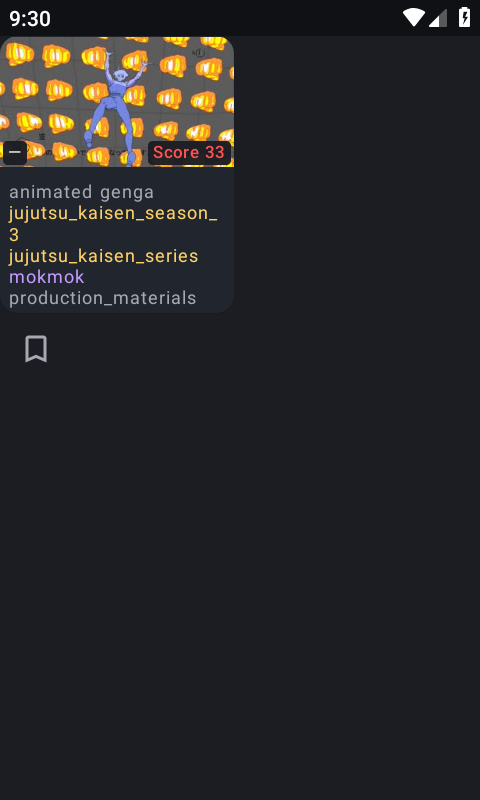 9:30
Score 33
animated genga
jujutsu_kaisen_season_
3
jujutsu_kaisen_series
mokmok
production_materials